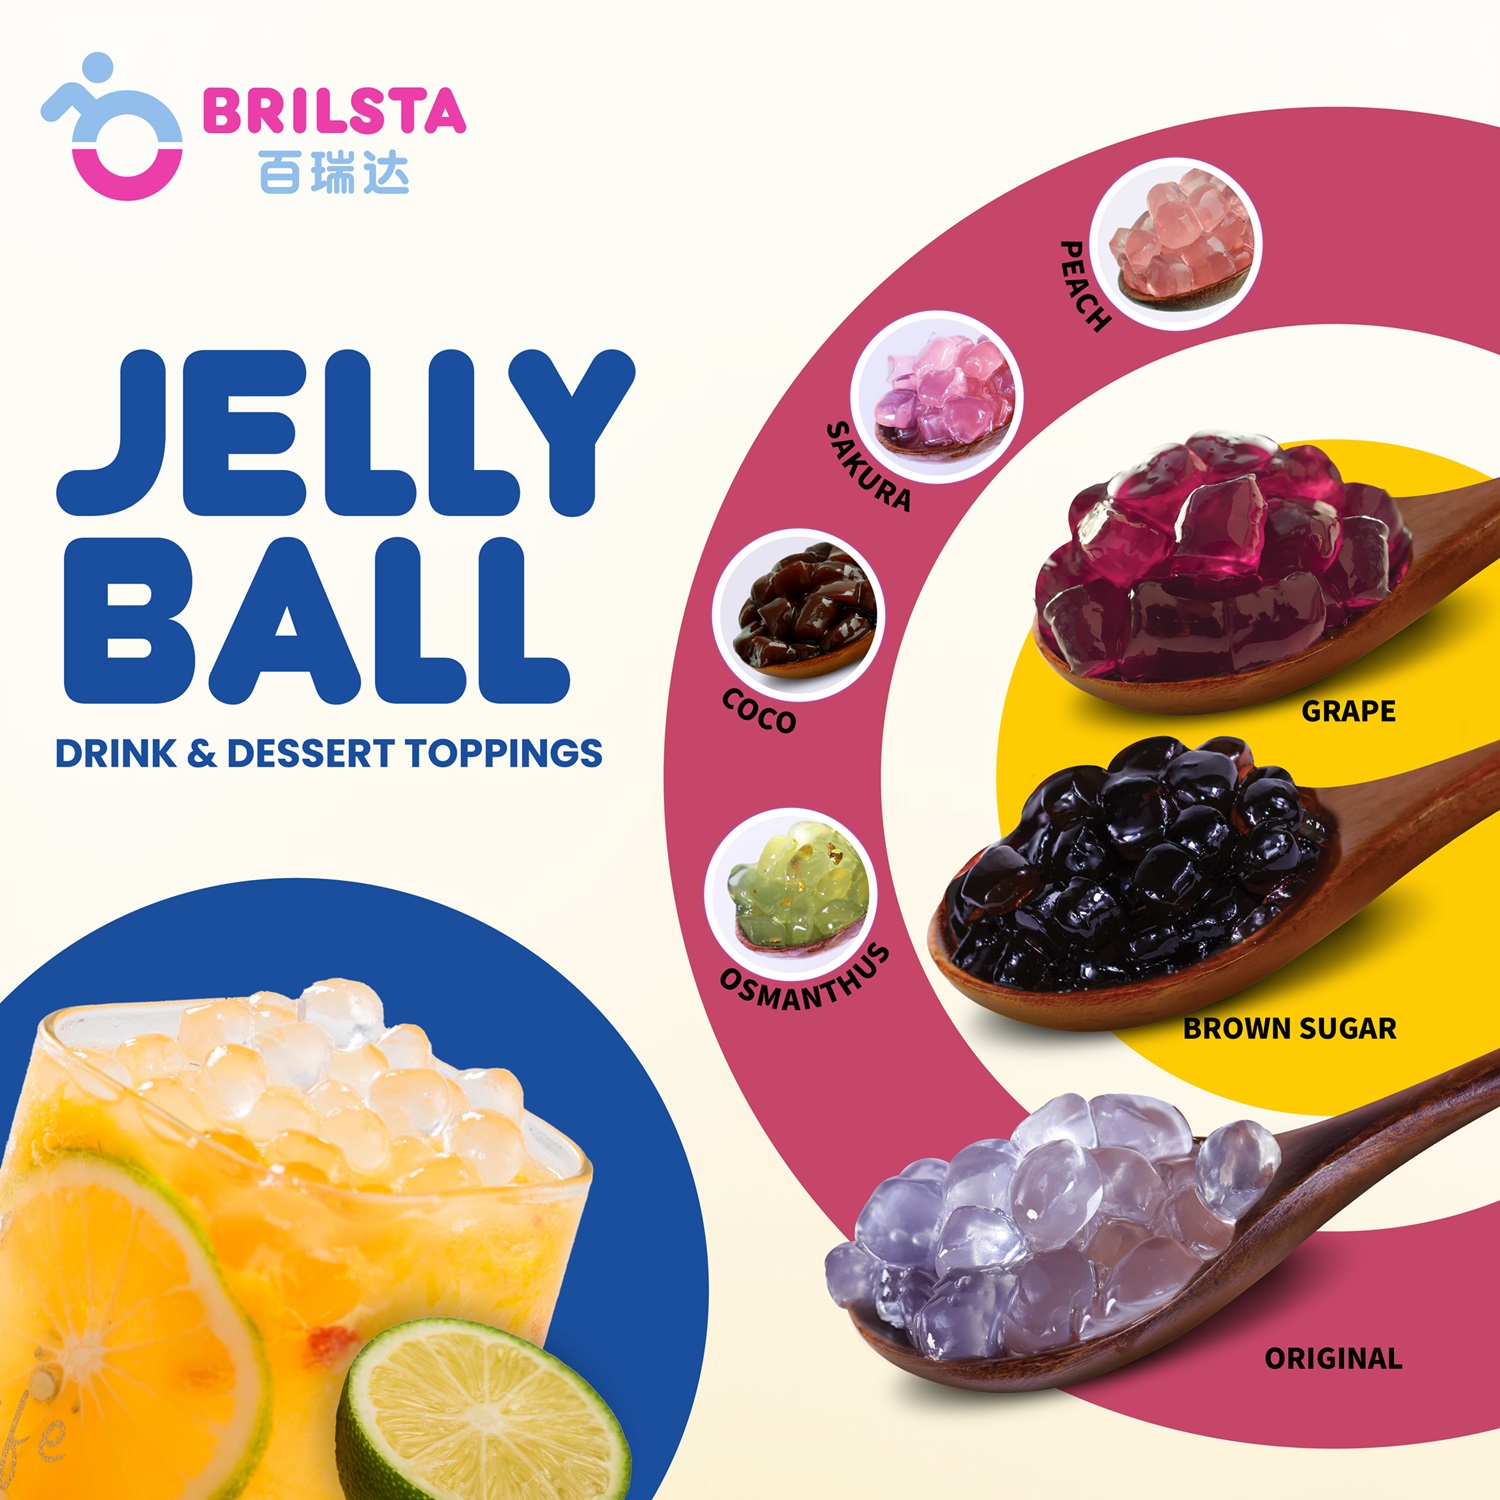 BRILSTA
百瑞达
JELLY
BALL
DRINK & DESSERT TOPPINGS
PEACH
SAKURA
COCO
OSMANTHUS
GRAPE
BROWN SUGAR
ORIGINAL